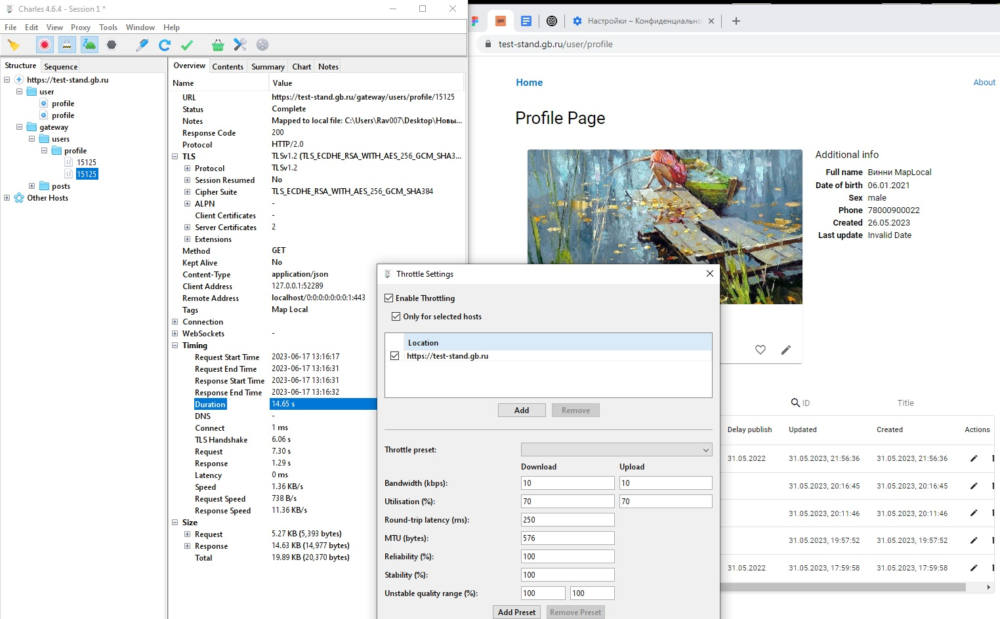 Charles 4.6.4 - Session 1 *
File Edit View Proxy Tools Window Help
Structure Sequence
https://test-stand.gb.ru
user
profile
profile
gateway
users
profile
15125
15125
posts
Other Hosts
Overview Contents Summary Chart Notes
Name Value
URL https://test-stand.gb.ru/gateway/users/profile/15125
Status Complete
Notes Mapped to local file: C:\Users\Rav007\Desktop\Новы...
Response Code 200
Protocol HTTP/2.0
TLS TLSv1.2 (TLS_ECDHE_RSA_WITH_AES_256_GCM_SHA3...
Protocol TLSv1.2
Session Resumed No
Cipher Suite TLS_ECDHE_RSA_WITH_AES_256_GCM_SHA384
ALPN -
Client Certificates -
Server Certificates 2
Extensions
Method GET
Kept Alive No
Content-Type application/json
Client Address 127.0.0.1:52289
Remote Address localhost/0:0:0:0:0:0:0:1:443
Tags Map Local
Connection
WebSockets -
Timing
Request Start Time 2023-06-17 13:16:17
Request End Time 2023-06-17 13:16:31
Response Start Time 2023-06-17 13:16:31
Response End Time 2023-06-17 13:16:32
Duration 14.65 s
DNS -
Connect 1 ms
TLS Handshake 6.06 s
Request 7.30 s
Response 1.29 s
Latency 0 ms
Speed 1.36 KB/s
Request Speed 738 B/s
Response Speed 11.36 KB/s
Size
Request 5.27 KB (5,393 bytes)
Response 14.63 KB (14,977 bytes)
Total 19.89 KB (20,370 bytes)
Throttle Settings
Enable Throttling
Only for selected hosts
Location
https://test-stand.gb.ru
Add Remove
Throttle preset:
Download Upload
Bandwidth (kbps): 10 10
Utilisation (%): 70 70
Round-trip latency (ms): 250
MTU (bytes): 576
Reliability (%): 100
Stability (%): 100
Unstable quality range (%): 100 100
Add Preset Remove Preset
QAS Настройки – Конфиденциально
test-stand.gb.ru/user/profile
Home About
Profile Page
Additional info
Full name Винни MapLocal
Date of birth 06.01.2021
Sex male
Phone 78000900022
Created 26.05.2023
Last update Invalid Date
ID Title
Delay publish Updated Created Actions
31.05.2022 31.05.2023, 21:56:36 31.05.2023, 21:56:36
31.05.2023, 20:16:45 31.05.2023, 20:16:45
31.05.2023, 20:11:46 31.05.2023, 20:11:46
31.05.2023, 19:57:52 31.05.2023, 19:57:52
31.05.2022 31.05.2023, 17:59:58 31.05.2023, 17:59:58